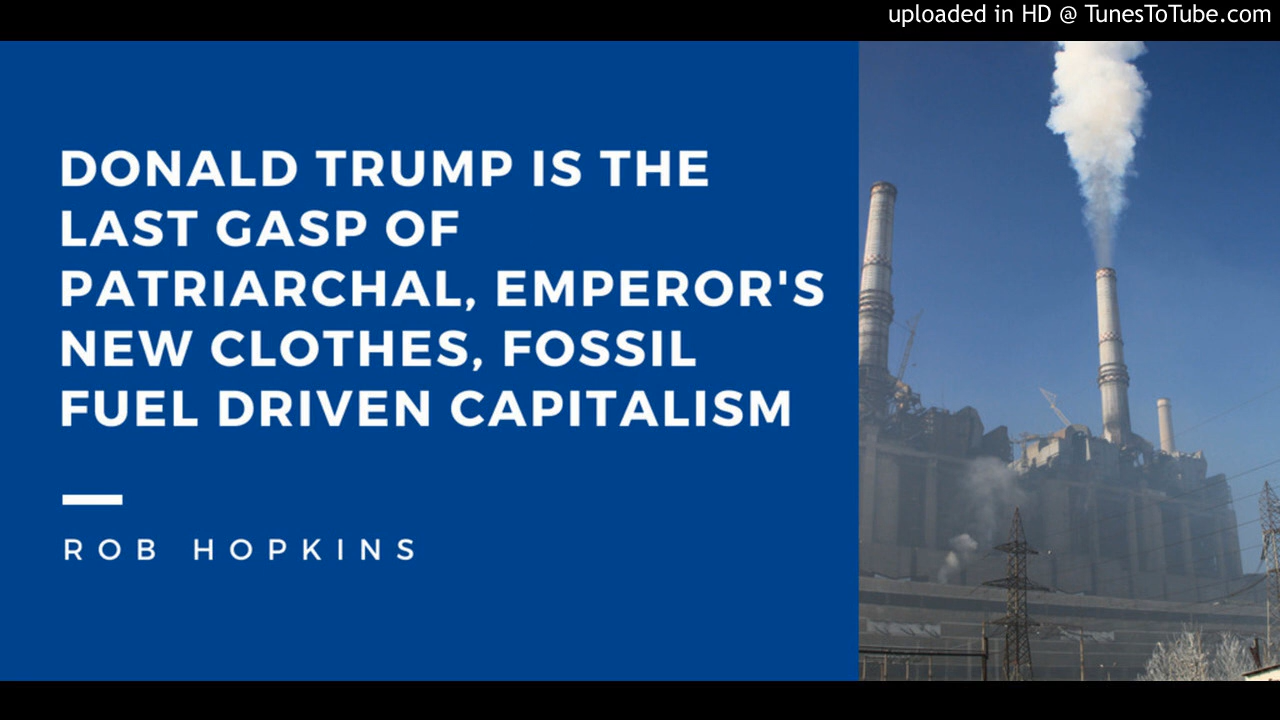 uploaded in HD @ TunesToTube.com
DONALD TRUMP IS THE
LAST GASP OF
PATRIARCHAL, EMPEROR'S
NEW CLOTHES, FOSSIL
FUEL DRIVEN CAPITALISM
ROB HOPKINS